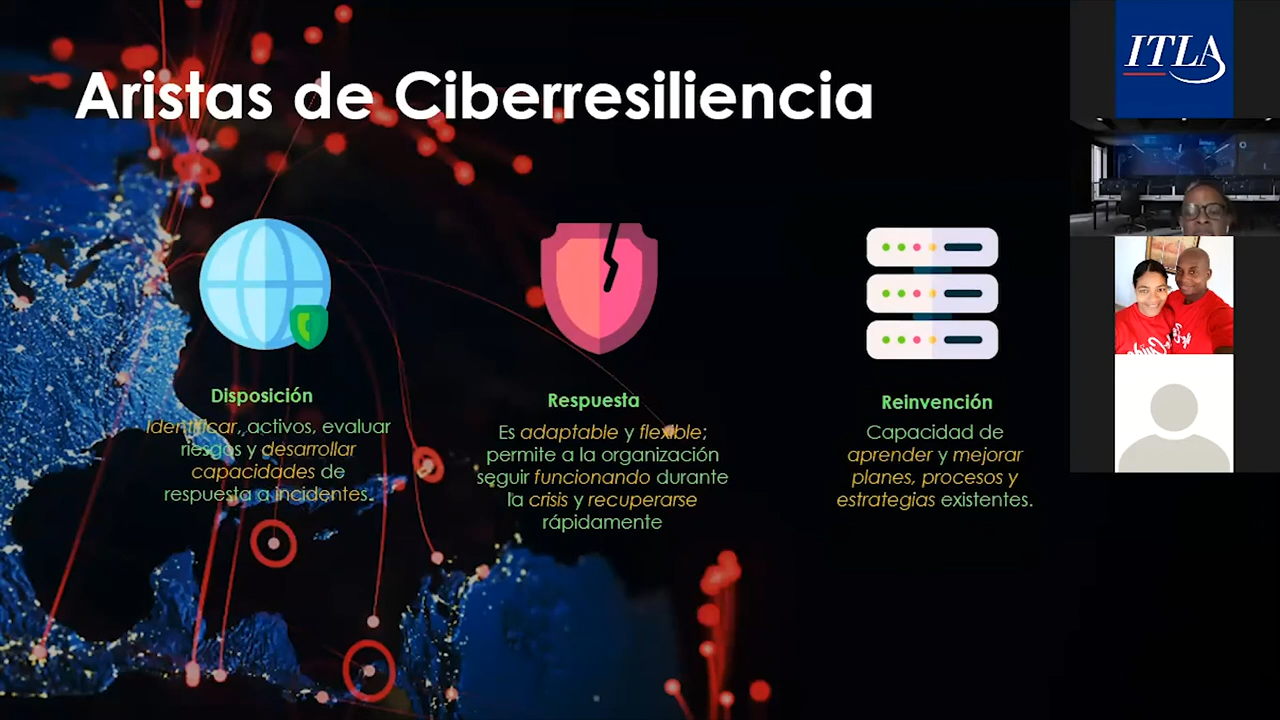 Aristas de Ciberresiliencia
ITLA
Disposición
Identificar, activos, evaluar
riesgos y desarrollar
capacidades de
respuesta a incidentes.
Respuesta
Es adaptable y flexible;
permite a la organización
seguir funcionando durante
la crisis y recuperarse
rápidamente
Reinvención
Capacidad de
aprender y mejorar
planes, procesos y
estrategias existentes.